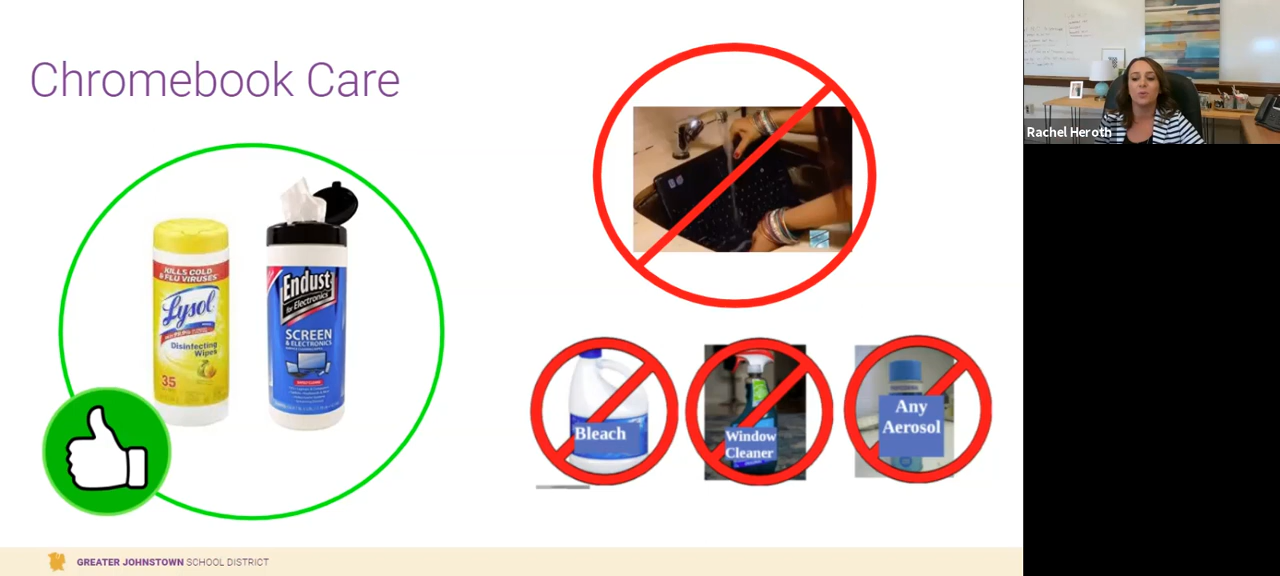 Chromebook Care
KILLS COLD
& FLU VIRUSES
Lysol
Disinfecting
Wipes
35
Endust
for Electronics
SCREEN
& ELECTRONICS
Bleach
Window
Cleaner
Any
Aerosol
GREATER JOHNSTOWN SCHOOL DISTRICT
Rachel Heroth